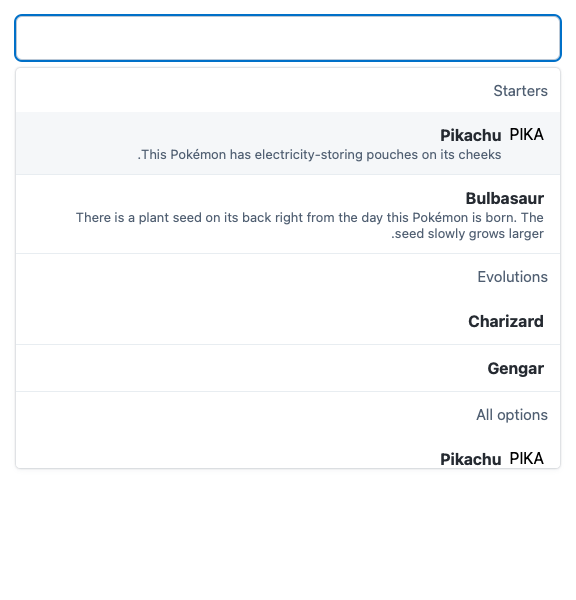 Starters
Pikachu PIKA
.This Pokémon has electricity-storing pouches on its cheeks
Bulbasaur
There is a plant seed on its back right from the day this Pokémon is born. The
.seed slowly grows larger
Evolutions
Charizard
Gengar
All options
Pikachu PIKA